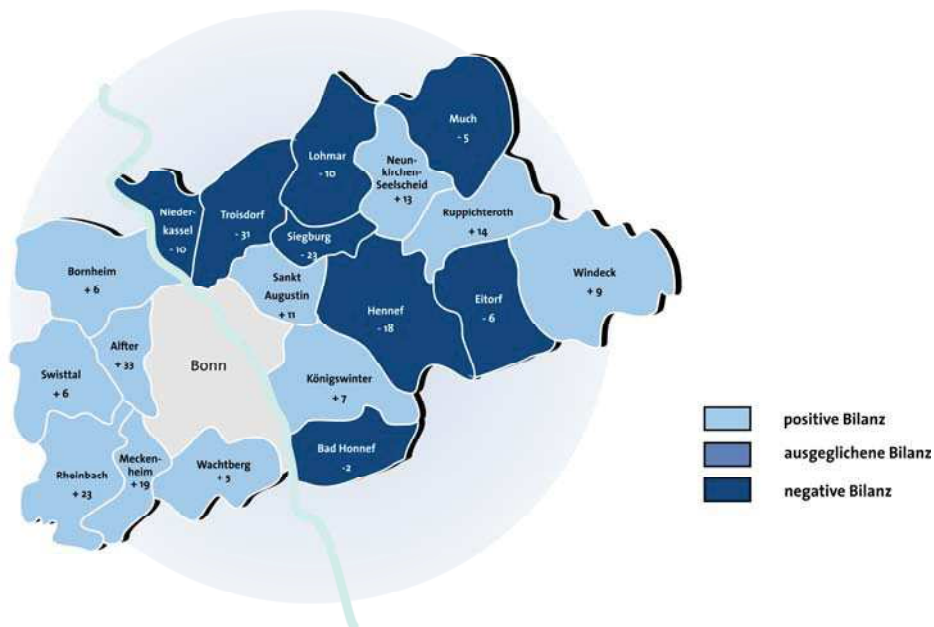 Much
- 5
Lohmar
- 10
Neun-
kirchen-
Seelscheid
+ 13
Nieder-
kassel
- 10
Troisdorf
- 31
Ruppichteroth
+ 14
Siegburg
- 23
Bornheim
+ 6
Sankt
Augustin
+ 11
Windeck
+ 9
Hennef
- 18
Eitorf
- 6
Alfter
+ 33
Bonn
Swisttal
+ 6
Königswinter
+ 7
positive Bilanz
Bad Honnef
-2
ausgeglichene Bilanz
Meckenheim
+ 19
Wachtberg
Rheinbach
+ 23
negative Bilanz